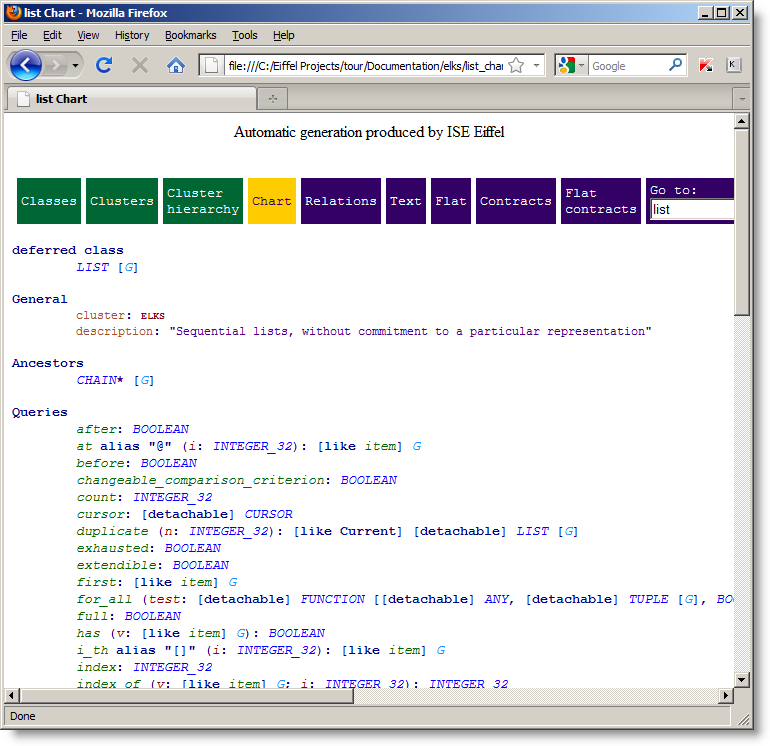 list Chart - Mozilla Firefox
File Edit View History Bookmarks Tools Help
file:///C:/Eiffel Projects/tour/Documentation/elks/list_char
Google
K
list Chart
Automatic generation produced by ISE Eiffel
Classes Clusters Cluster hierarchy Chart Relations Text Flat Contracts Flat contracts Go to:
list
deferred class
LIST [G]
General
cluster: ELKS
description: "Sequential lists, without commitment to a particular representation"
Ancestors
CHAIN* [G]
Queries
after: BOOLEAN
at alias "@" (i: INTEGER_32): [like item] G
before: BOOLEAN
changeable_comparison_criterion: BOOLEAN
count: INTEGER_32
cursor: [detachable] CURSOR
duplicate (n: INTEGER_32): [like Current] [detachable] LIST [G]
exhausted: BOOLEAN
extendible: BOOLEAN
first: [like item] G
for_all (test: [detachable] FUNCTION [[detachable] ANY, [detachable] TUPLE [G], BOO
full: BOOLEAN
has (v: [like item] G): BOOLEAN
i_th alias "[]" (i: INTEGER_32): [like item] G
index: INTEGER_32
index_of (v: [like item] G; i: INTEGER_32): INTEGER_32
Done